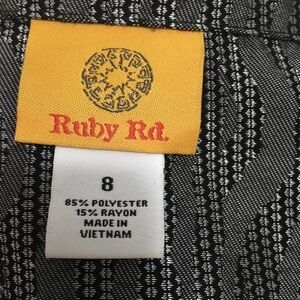 Ruby Rd.
8
85% POLYESTER
15% RAYON
MADE IN
VIETNAM